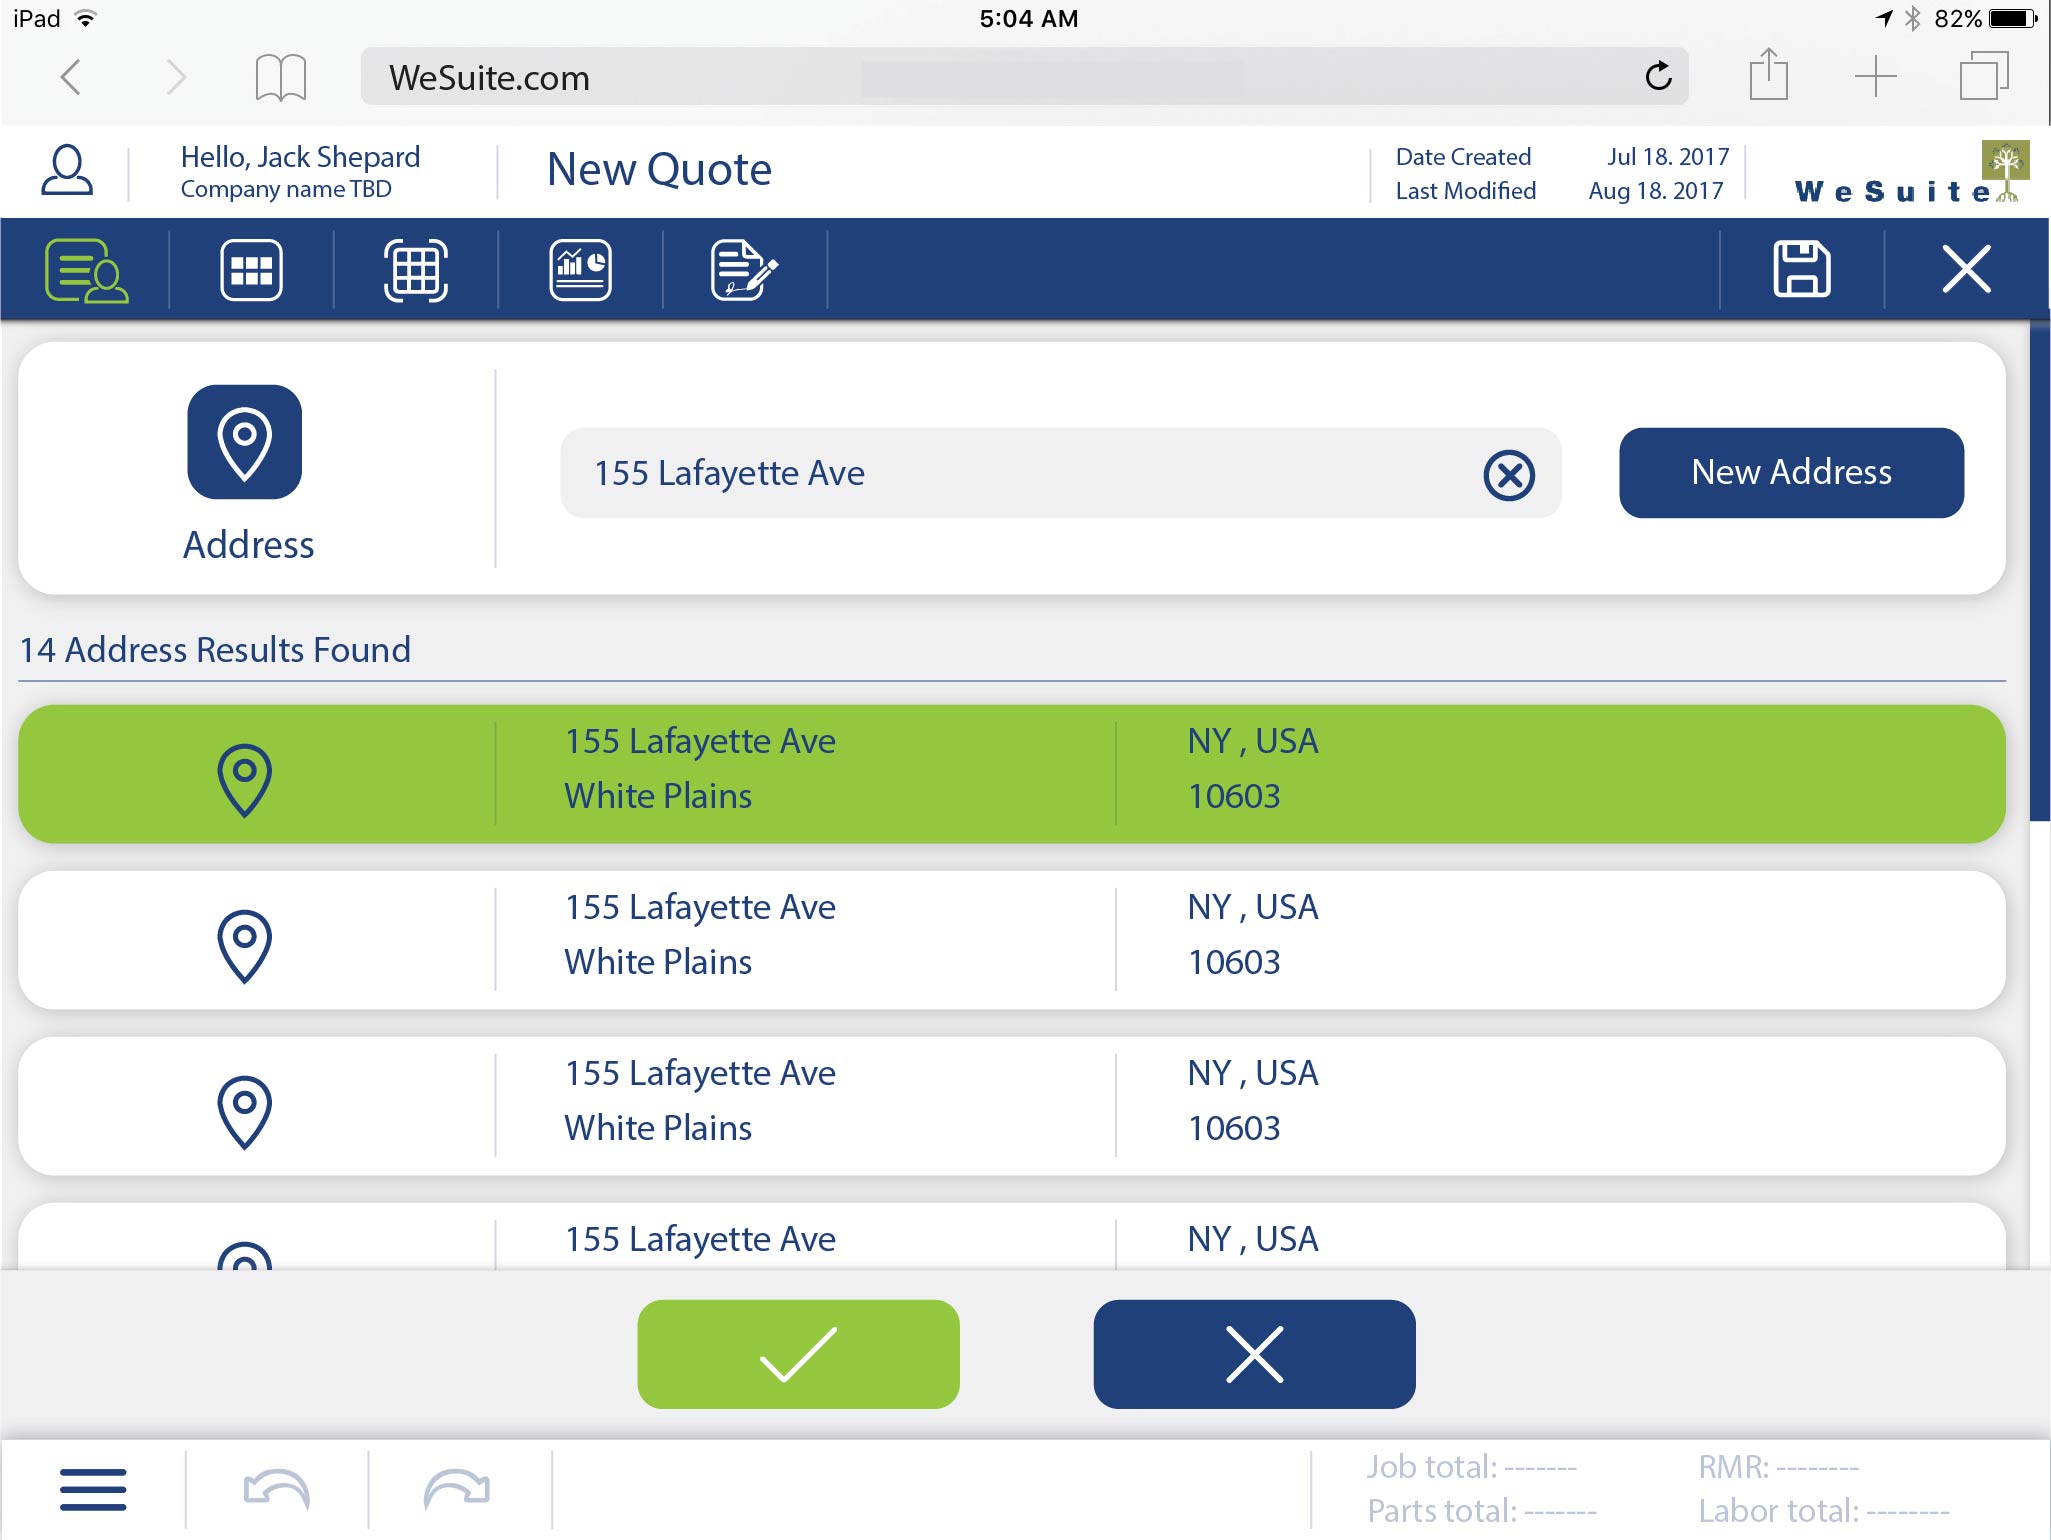 iPad
5:04 AM
82%
WeSuite.com
Hello, Jack Shepard
Company name TBD
New Quote
Date Created Jul 18. 2017
Last Modified Aug 18. 2017
WeSuite
155 Lafayette Ave
New Address
Address
14 Address Results Found
155 Lafayette Ave NY , USA
White Plains 10603
155 Lafayette Ave NY , USA
White Plains 10603
155 Lafayette Ave NY , USA
White Plains 10603
155 Lafayette Ave NY , USA
Job total: ------- RMR: --------
Parts total: ------- Labor total: --------